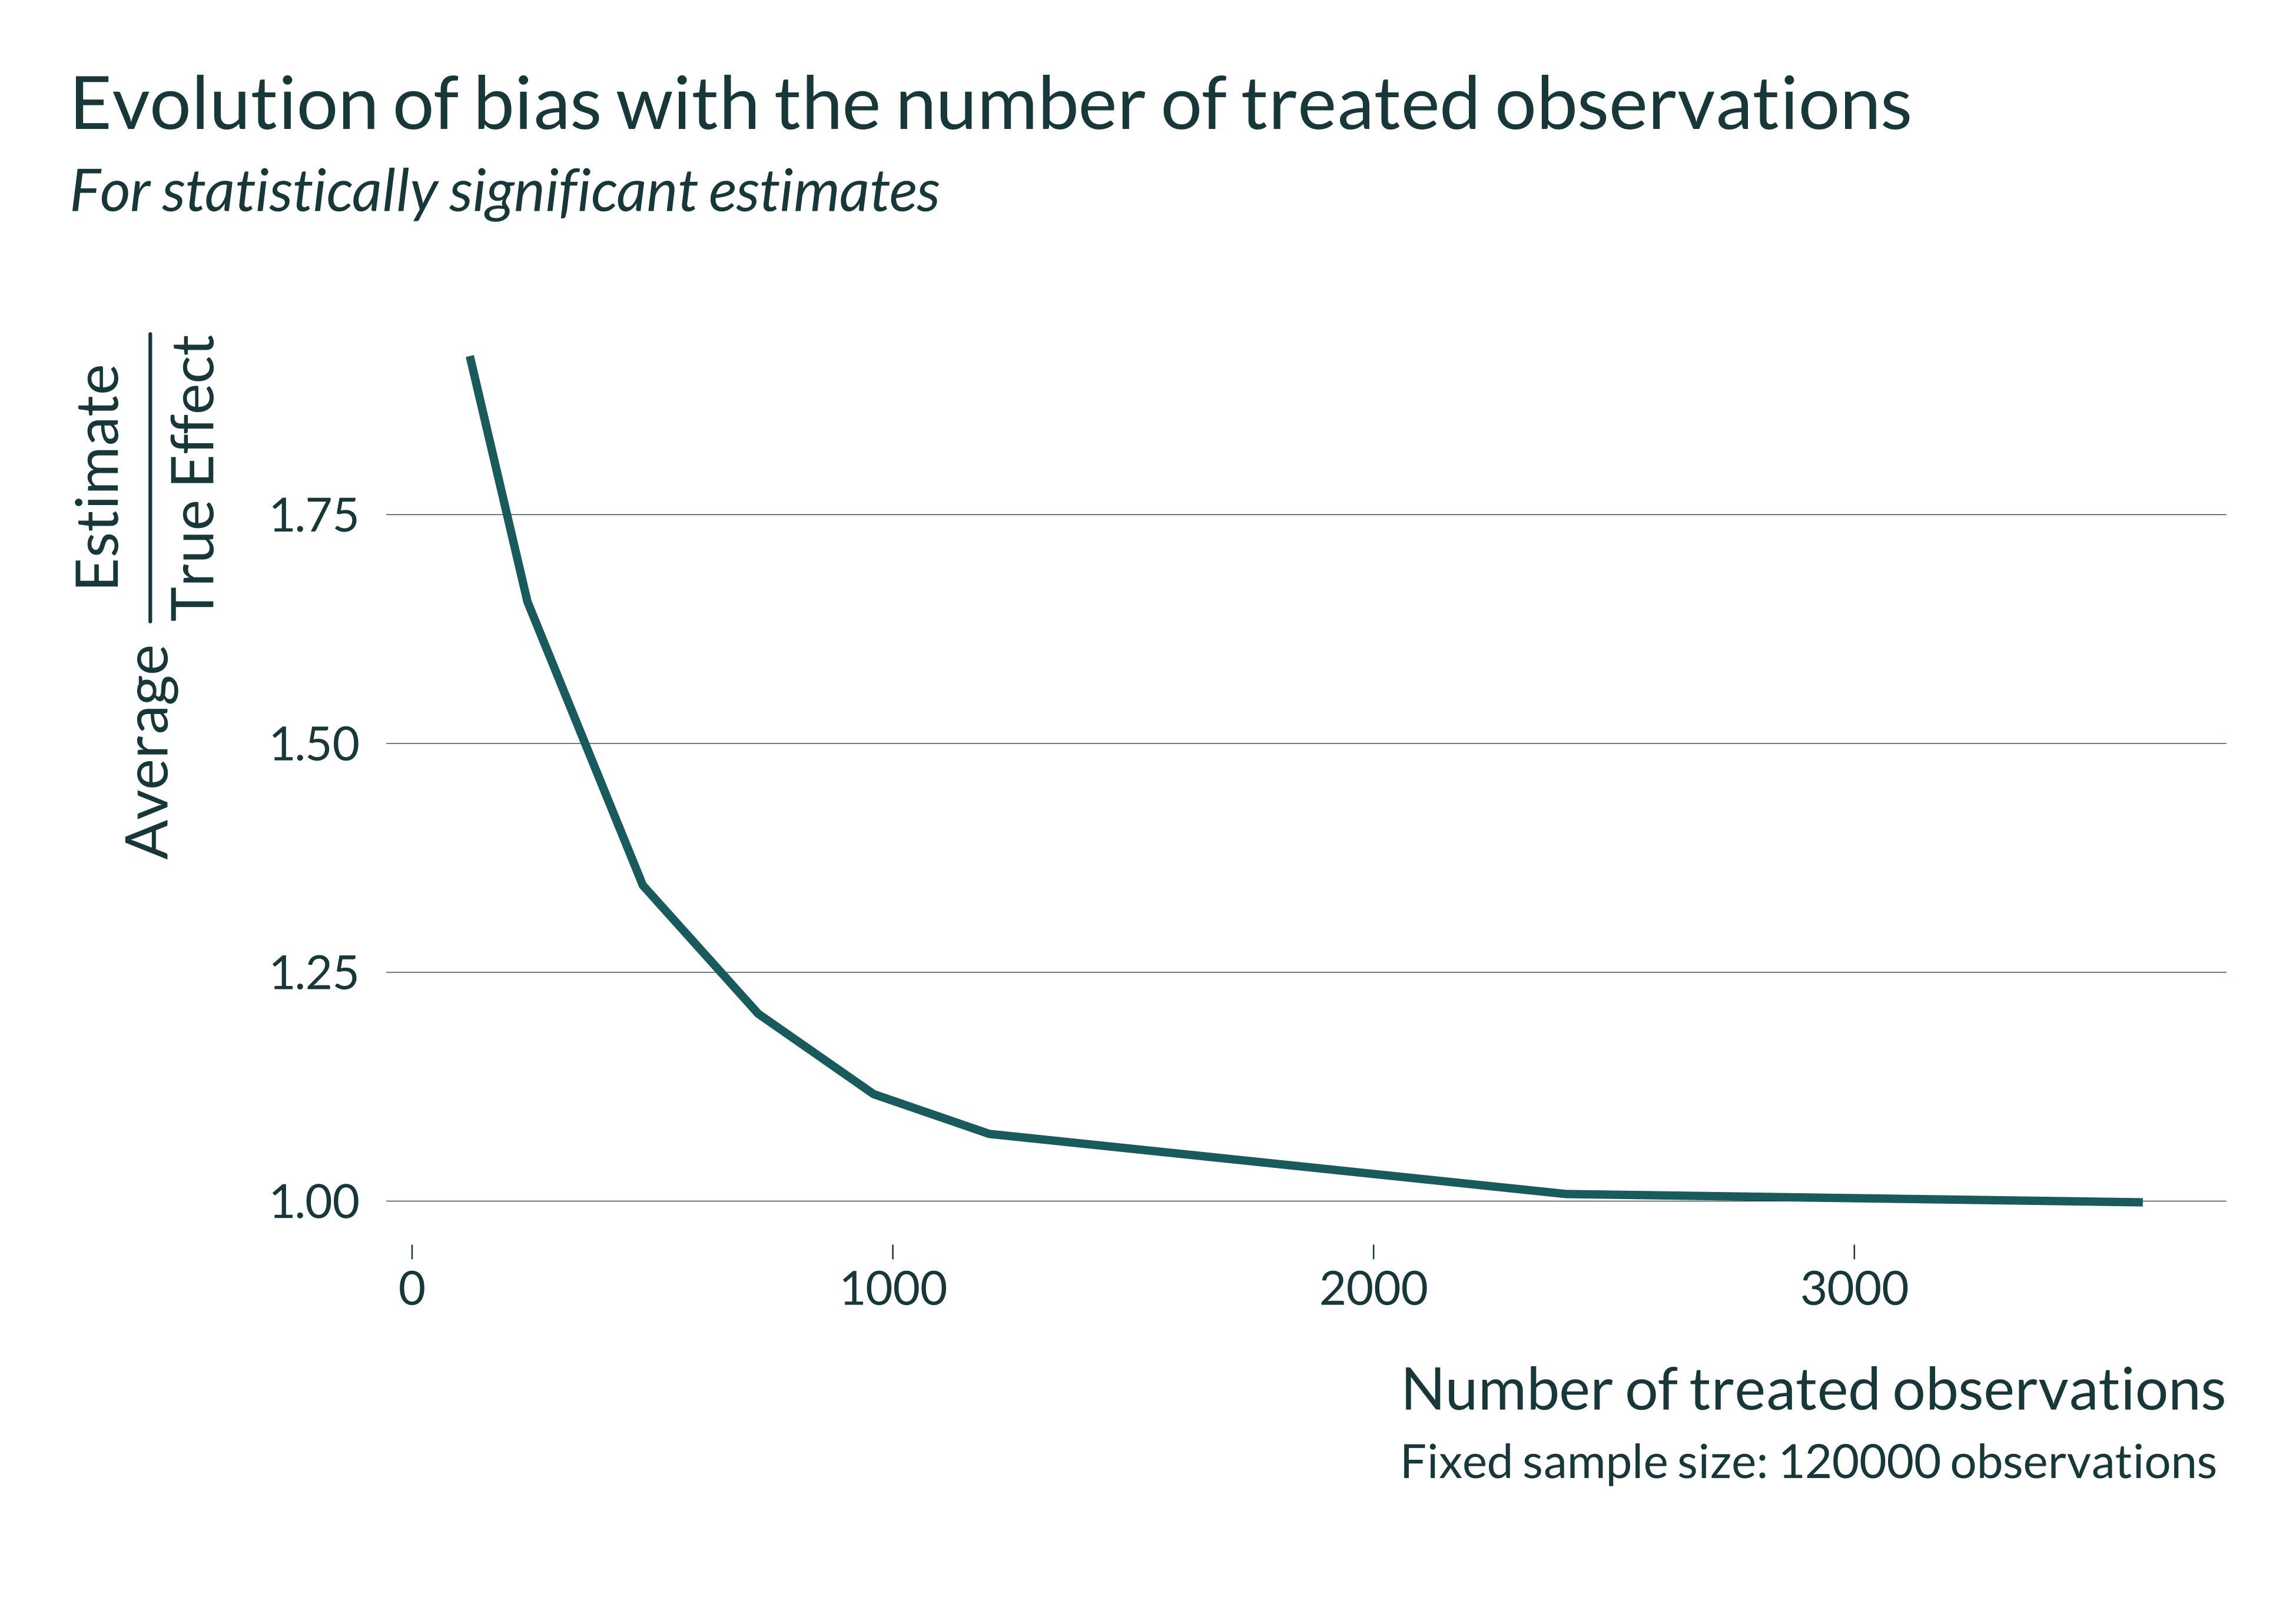 Evolution of bias with the number of treated observations
For statistically significant estimates
Average Estimate
True Effect
1.75
1.50
1.25
1.00
0 1000 2000 3000
Number of treated observations
Fixed sample size: 120000 observations